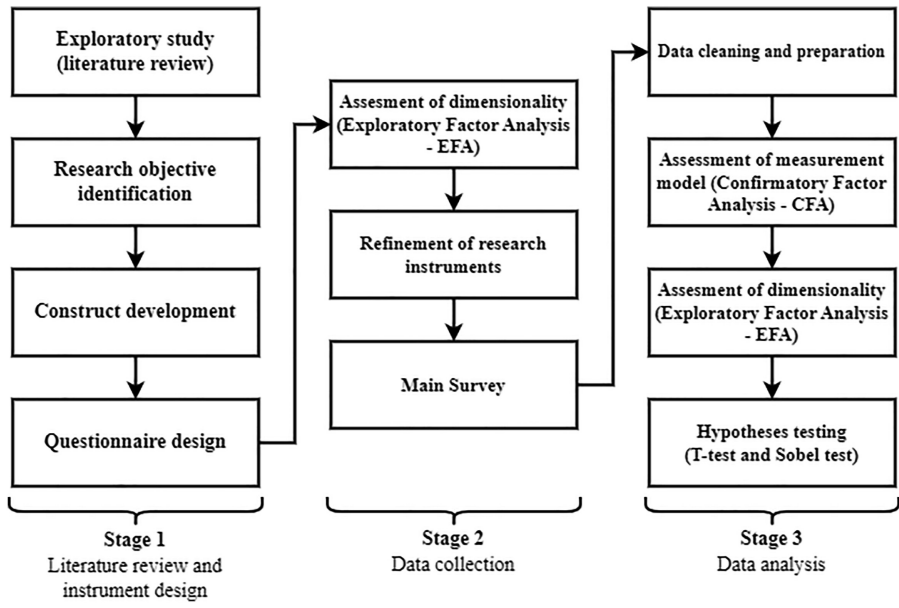 Exploratory study
(literature review)
Research objective
identification
Construct development
Questionnaire design
Stage 1
Literature review and
instrument design
Assesment of dimensionality
(Exploratory Factor Analysis
- EFA)
Refinement of research
instruments
Main Survey
Stage 2
Data collection
Data cleaning and preparation
Assessment of measurement
model (Confirmatory Factor
Analysis - CFA)
Assesment of dimensionality
(Exploratory Factor Analysis
- EFA)
Hypotheses testing
(T-test and Sobel test)
Stage 3
Data analysis